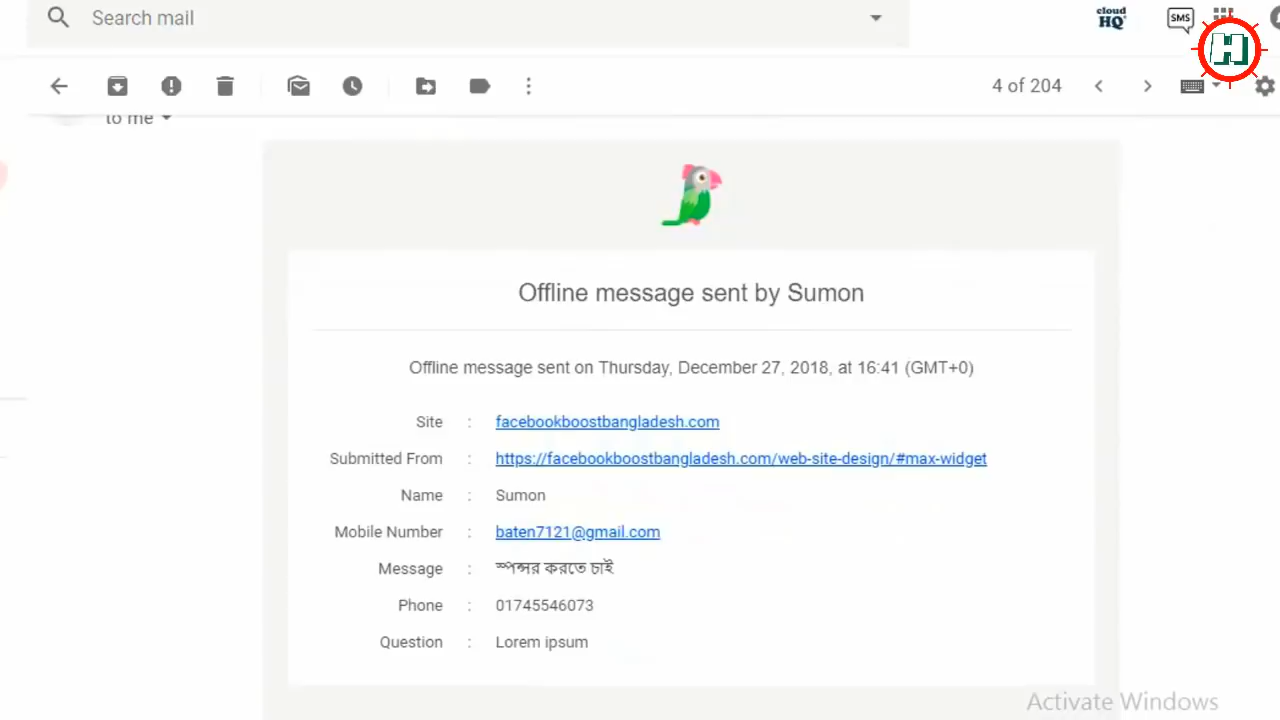 Search mail
cloud
HQ
SMS
H
4 of 204
to me
Offline message sent by Sumon
Offline message sent on Thursday, December 27, 2018, at 16:41 (GMT+0)
Site : facebookboostbangladesh.com
Submitted From : https://facebookboostbangladesh.com/web-site-design/#max-widget
Name : Sumon
Mobile Number : baten7121@gmail.com
Message : স্পন্সর করতে চাই
Phone : 01745546073
Question : Lorem ipsum
Activate Windows